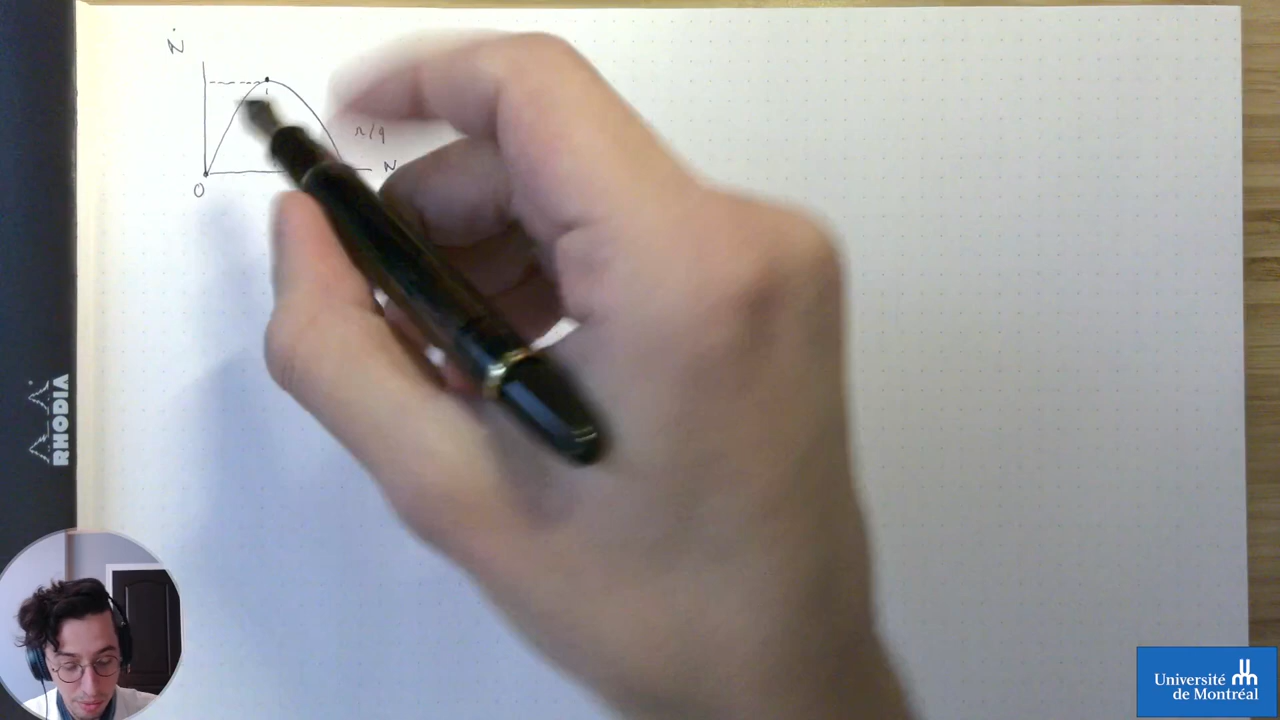 Ṅ
r/q
N
0
RHODIA
Université
de Montréal